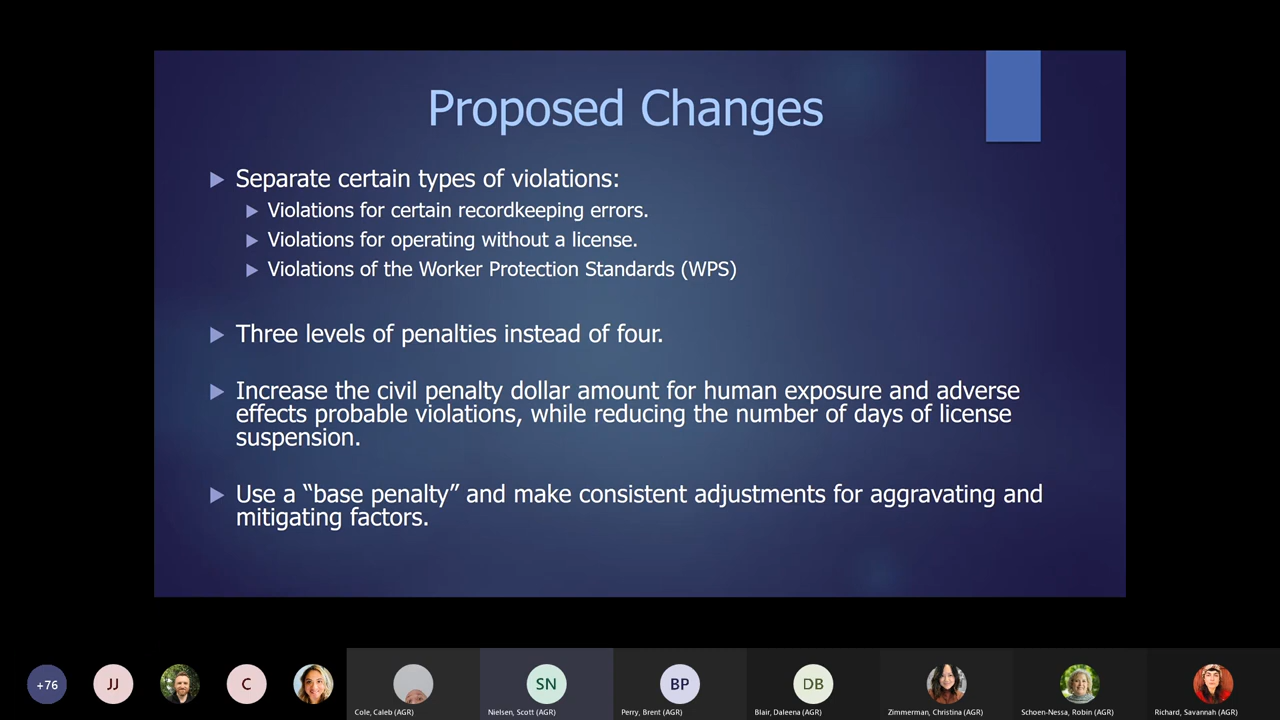 Proposed Changes
Separate certain types of violations:
Violations for certain recordkeeping errors.
Violations for operating without a license.
Violations of the Worker Protection Standards (WPS)
Three levels of penalties instead of four.
Increase the civil penalty dollar amount for human exposure and adverse
effects probable violations, while reducing the number of days of license
suspension.
Use a “base penalty” and make consistent adjustments for aggravating and
mitigating factors.
+76
JJ
C
SN
BP
DB
Cole, Caleb (AGR)
Nielsen, Scott (AGR)
Perry, Brent (AGR)
Blair, Daleena (AGR)
Zimmerman, Christina (AGR)
Schoen-Nessa, Robin (AGR)
Richard, Savannah (AGR)